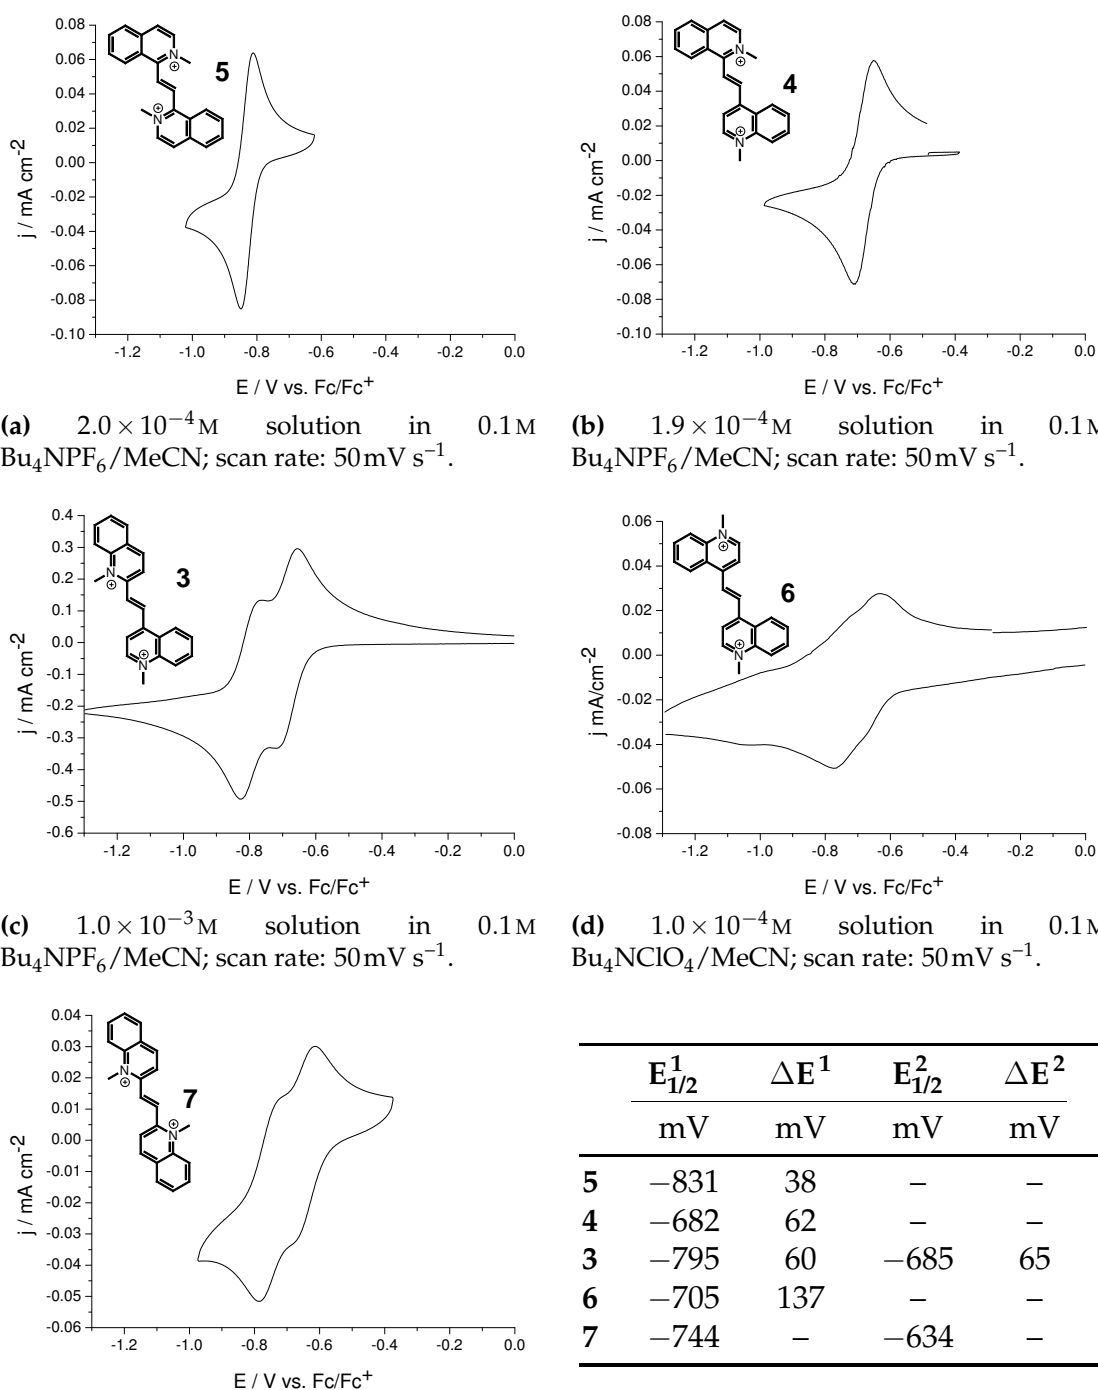 0.08
0.06
0.04
0.02
0.00
-0.02
-0.04
-0.06
-0.08
-0.10
j / mA cm-2
N
⊕
N
⊕
5
-1.2 -1.0 -0.8 -0.6 -0.4 -0.2 0.0
E / V vs. Fc/Fc+
(a) 2.0 × 10−4 M solution in 0.1 M
Bu4NPF6/MeCN; scan rate: 50 mV s−1.
0.08
0.06
0.04
0.02
0.00
-0.02
-0.04
-0.06
-0.08
-0.10
j / mA cm-2
N
⊕
N
⊕
4
-1.2 -1.0 -0.8 -0.6 -0.4 -0.2 0.0
E / V vs. Fc/Fc+
(b) 1.9 × 10−4 M solution in 0.1 M
Bu4NPF6/MeCN; scan rate: 50 mV s−1.
0.4
0.3
0.2
0.1
0.0
-0.1
-0.2
-0.3
-0.4
-0.5
-0.6
j / mA cm-2
N
⊕
N
⊕
3
-1.2 -1.0 -0.8 -0.6 -0.4 -0.2 0.0
E / V vs. Fc/Fc+
(c) 1.0 × 10−3 M solution in 0.1 M
Bu4NPF6/MeCN; scan rate: 50 mV s−1.
0.06
0.04
0.02
0.00
-0.02
-0.04
-0.06
-0.08
j mA/cm-2
N
⊕
N
⊕
6
-1.2 -1.0 -0.8 -0.6 -0.4 -0.2 0.0
E / V vs. Fc/Fc+
(d) 1.0 × 10−4 M solution in 0.1 M
Bu4NClO4/MeCN; scan rate: 50 mV s−1.
0.04
0.03
0.02
0.01
0.00
-0.01
-0.02
-0.03
-0.04
-0.05
-0.06
j / mA cm-2
N
⊕
N
⊕
7
-1.2 -1.0 -0.8 -0.6 -0.4 -0.2 0.0
E / V vs. Fc/Fc+
E1 1/2 ΔE1 E2 1/2 ΔE2
mV mV mV mV
5 −831 38 – –
4 −682 62 – –
3 −795 60 −685 65
6 −705 137 – –
7 −744 – −634 –